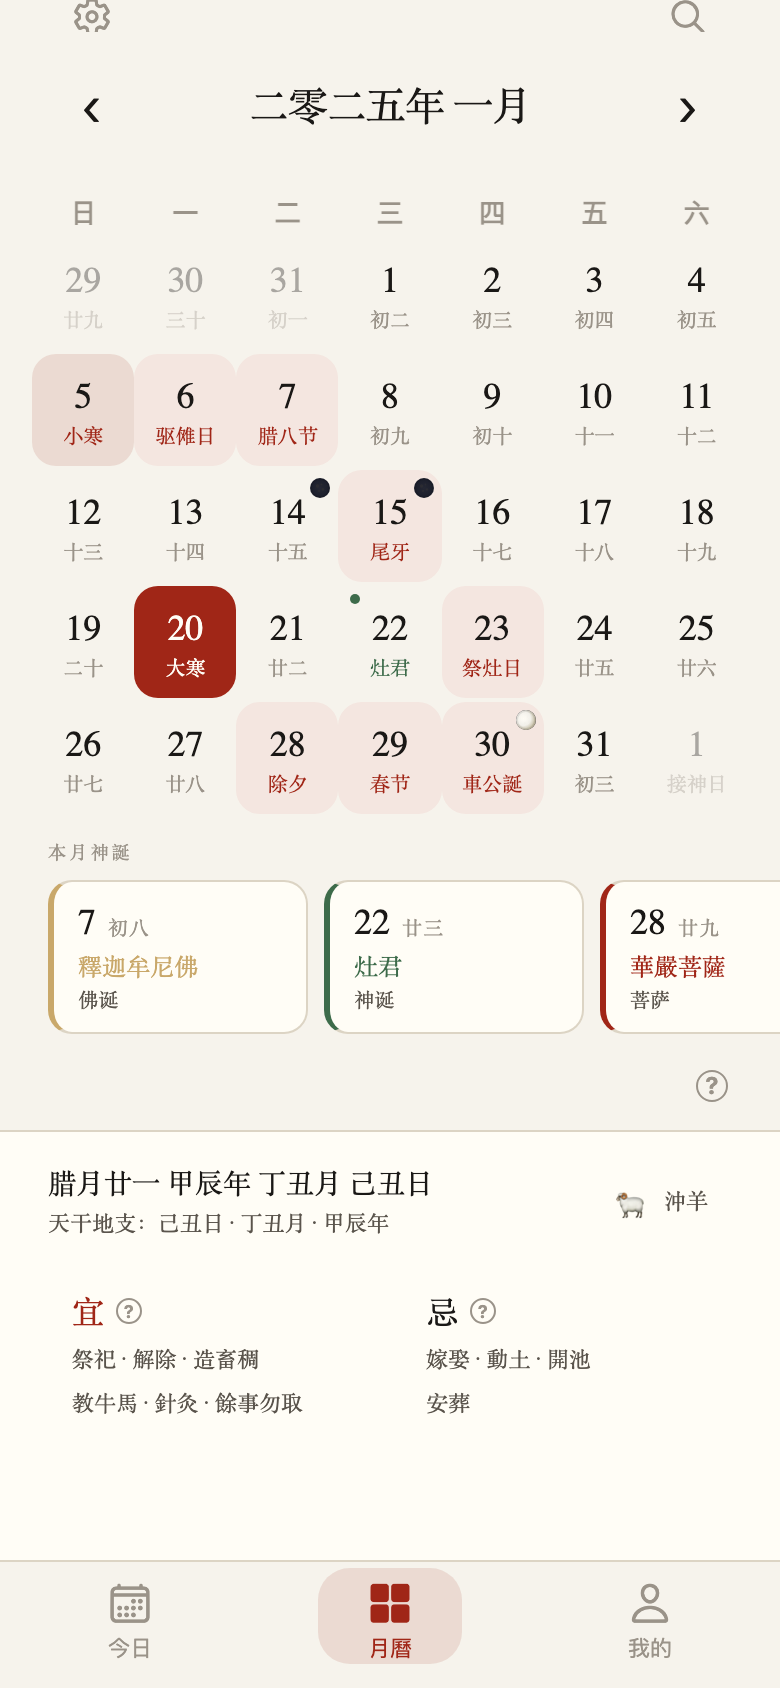 ‹ 二零二五年 一月 ›
日 一 二 三 四 五 六
29 30 31 1 2 3 4
廿九 三十 初一 初二 初三 初四 初五
5 6 7 8 9 10 11
小寒 驱傩日 腊八节 初九 初十 十一 十二
12 13 14 15 16 17 18
十三 十四 十五 尾牙 十七 十八 十九
19 20 21 22 23 24 25
二十 大寒 廿二 灶君 祭灶日 廿五 廿六
26 27 28 29 30 31 1
廿七 廿八 除夕 春节 車公誕 初三 接神日
本月神誕
7 初八
釋迦牟尼佛
佛诞
22 廿三
灶君
神诞
28 廿九
華嚴菩薩
菩萨
?
腊月廿一 甲辰年 丁丑月 己丑日
天干地支：己丑日 · 丁丑月 · 甲辰年
沖羊
宜 ?
祭祀 · 解除 · 造畜稠
教牛馬 · 針灸 · 餘事勿取
忌 ?
嫁娶 · 動土 · 開池
安葬
今日 月曆 我的